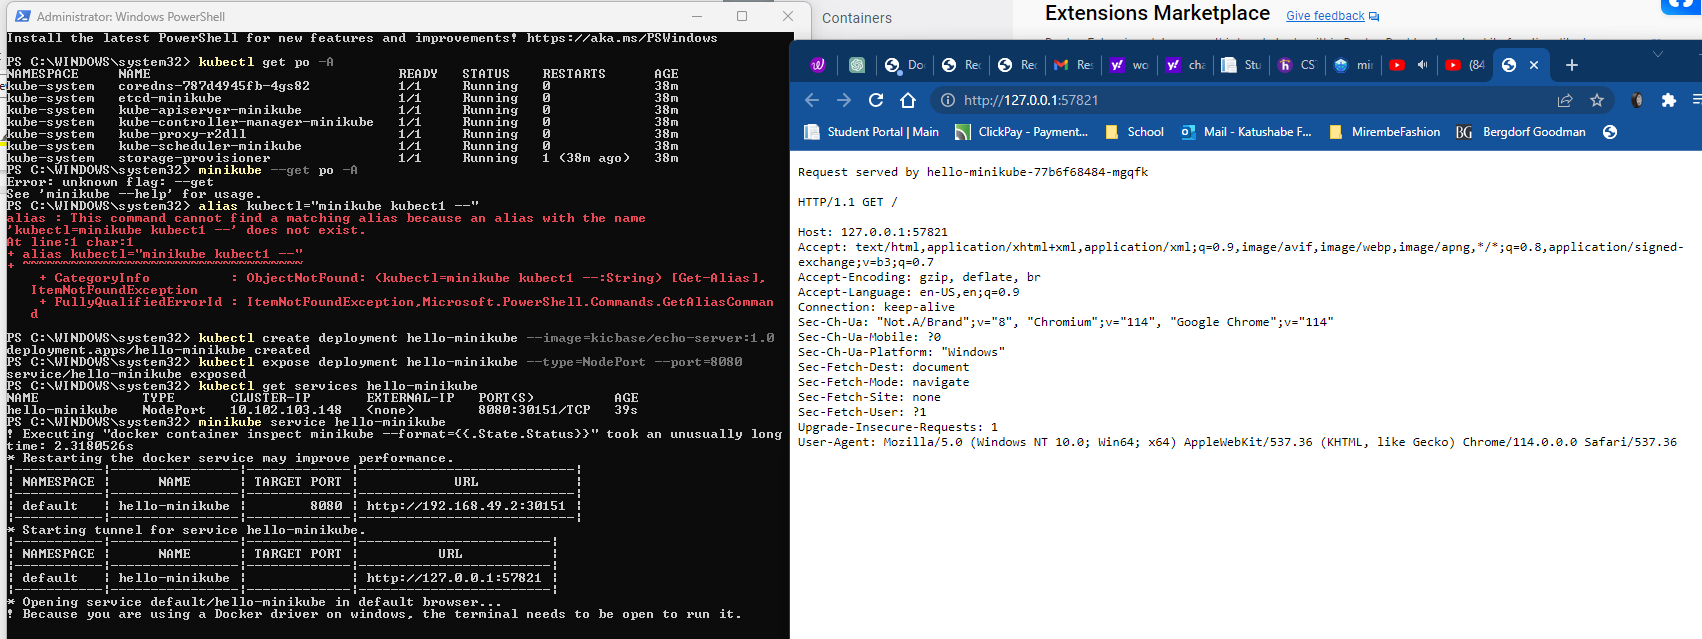 Administrator: Windows PowerShell
Install the latest PowerShell for new features and improvements! https://aka.ms/PSWindows
PS C:\WINDOWS\system32> kubectl get po -A
NAMESPACE NAME READY STATUS RESTARTS AGE
kube-system coredns-787d4945fb-4gs82 1/1 Running 0 38m
kube-system etcd-minikube 1/1 Running 0 38m
kube-system kube-apiserver-minikube 1/1 Running 0 38m
kube-system kube-controller-manager-minikube 1/1 Running 0 38m
kube-system kube-proxy-r2dll 1/1 Running 0 38m
kube-system kube-scheduler-minikube 1/1 Running 0 38m
kube-system storage-provisioner 1/1 Running 1 (38m ago) 38m
PS C:\WINDOWS\system32> minikube --get po -A
Error: unknown flag: --get
See 'minikube --help' for usage.
PS C:\WINDOWS\system32> alias kubectl="minikube kubect1 --"
alias : This command cannot find a matching alias because an alias with the name
'kubectl=minikube kubect1 --' does not exist.
At line:1 char:1
+ alias kubectl="minikube kubect1 --"
+ ~~~~~~~~~~~~~~~~~~~~~~~~~~~~~~~~~~~
+ CategoryInfo : ObjectNotFound: (kubectl=minikube kubect1 --:String) [Get-Alias],
ItemNotFoundException
+ FullyQualifiedErrorId : ItemNotFoundException,Microsoft.PowerShell.Commands.GetAliasComman
d
PS C:\WINDOWS\system32> kubectl create deployment hello-minikube --image=kicbase/echo-server:1.0
deployment.apps/hello-minikube created
PS C:\WINDOWS\system32> kubectl expose deployment hello-minikube --type=NodePort --port=8080
service/hello-minikube exposed
PS C:\WINDOWS\system32> kubectl get services hello-minikube
NAME TYPE CLUSTER-IP EXTERNAL-IP PORT(S) AGE
hello-minikube NodePort 10.102.103.148 <none> 8080:30151/TCP 39s
PS C:\WINDOWS\system32> minikube service hello-minikube
! Executing "docker container inspect minikube --format={{.State.Status}}" took an unusually long
time: 2.3180526s
* Restarting the docker service may improve performance.
| NAMESPACE | NAME | TARGET PORT | URL |
| default | hello-minikube | 8080 | http://192.168.49.2:30151 |
* Starting tunnel for service hello-minikube.
| NAMESPACE | NAME | TARGET PORT | URL |
| default | hello-minikube | | http://127.0.0.1:57821 |
* Opening service default/hello-minikube in default browser...
! Because you are using a Docker driver on windows, the terminal needs to be open to run it.
Containers
Extensions Marketplace Give feedback
Do Rec Rec Res wo cha Stu CS mir (84
http://127.0.0.1:57821
Student Portal | Main ClickPay - Payment... School Mail - Katushabe F... MirembeFashion BG Bergdorf Goodman
Request served by hello-minikube-77b6f68484-mgqfk
HTTP/1.1 GET /
Host: 127.0.0.1:57821
Accept: text/html,application/xhtml+xml,application/xml;q=0.9,image/avif,image/webp,image/apng,*/*;q=0.8,application/signed-
exchange;v=b3;q=0.7
Accept-Encoding: gzip, deflate, br
Accept-Language: en-US,en;q=0.9
Connection: keep-alive
Sec-Ch-Ua: "Not.A/Brand";v="8", "Chromium";v="114", "Google Chrome";v="114"
Sec-Ch-Ua-Mobile: ?0
Sec-Ch-Ua-Platform: "Windows"
Sec-Fetch-Dest: document
Sec-Fetch-Mode: navigate
Sec-Fetch-Site: none
Sec-Fetch-User: ?1
Upgrade-Insecure-Requests: 1
User-Agent: Mozilla/5.0 (Windows NT 10.0; Win64; x64) AppleWebKit/537.36 (KHTML, like Gecko) Chrome/114.0.0.0 Safari/537.36